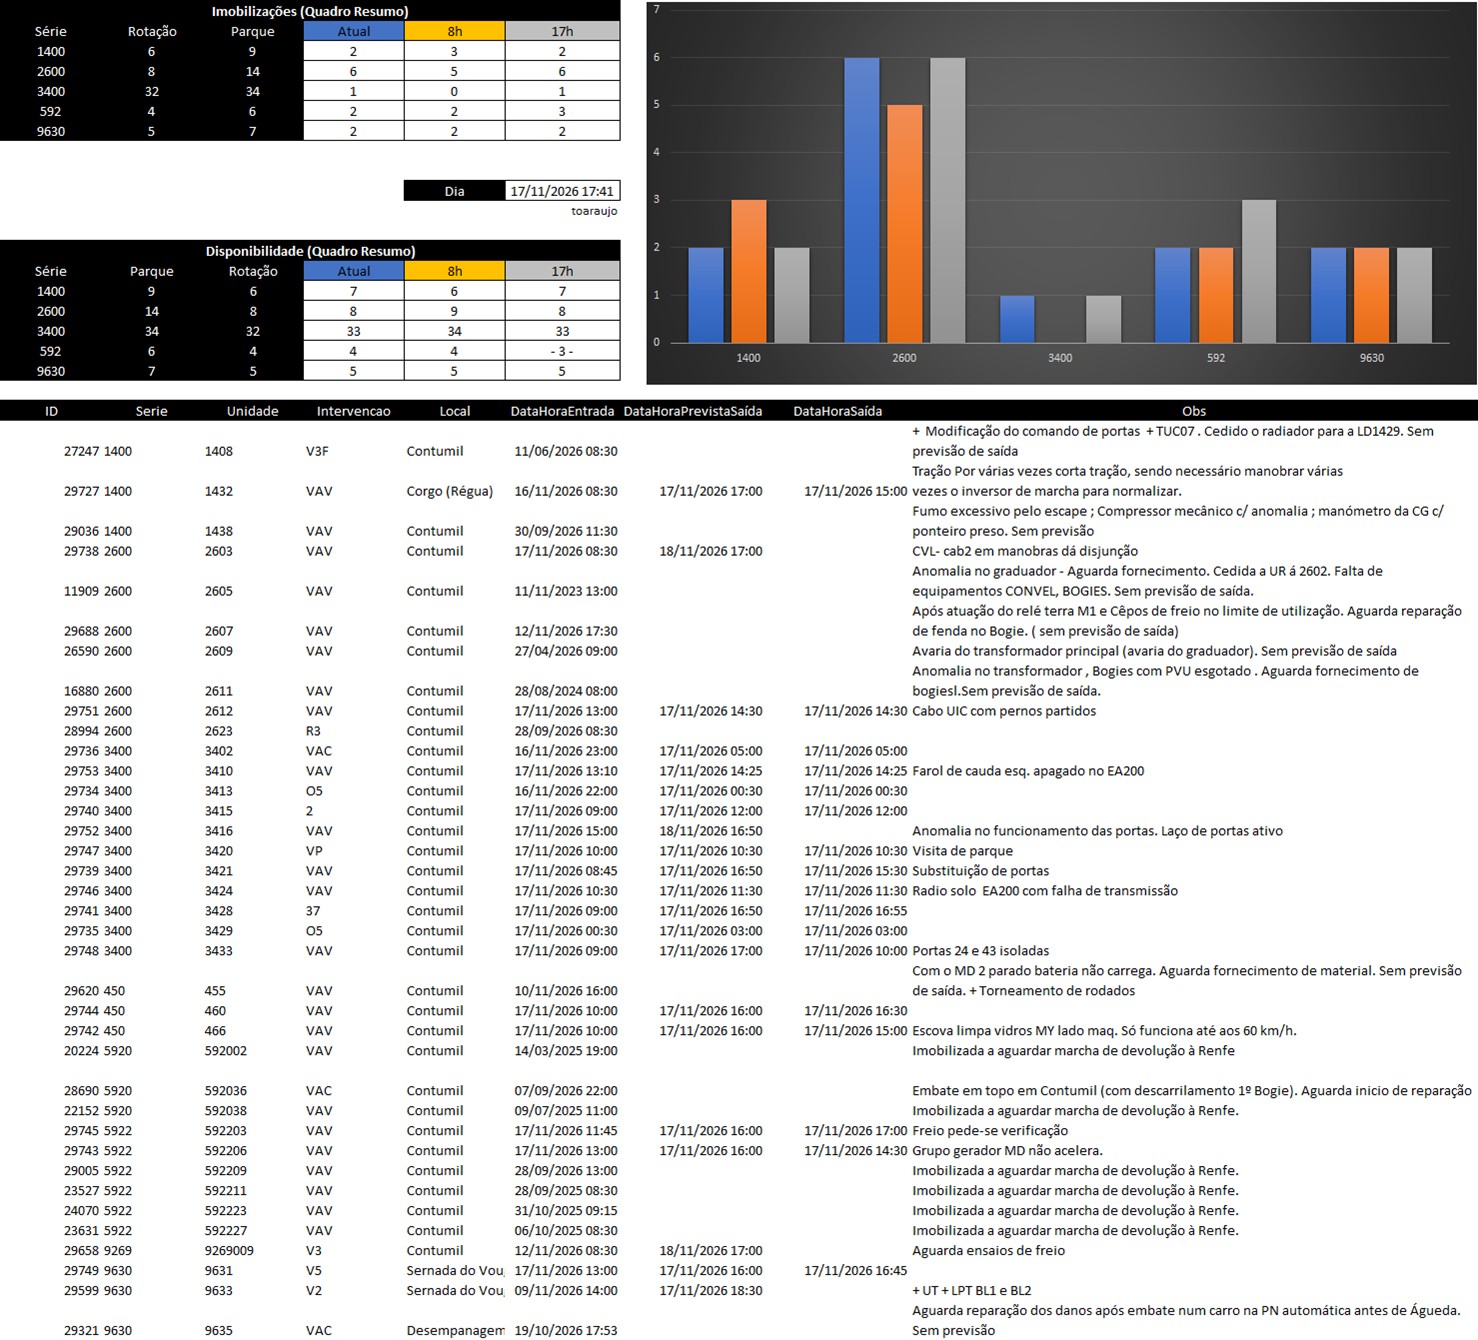 Imobilizações (Quadro Resumo)
Série Rotação Parque Atual 8h 17h
1400 6 9 2 3 2
2600 8 14 6 5 6
3400 32 34 1 0 1
592 4 6 2 2 3
9630 5 7 2 2 2
Dia 17/11/2026 17:41
toaraujo
Disponibilidade (Quadro Resumo)
Série Parque Rotação Atual 8h 17h
1400 9 6 7 6 7
2600 14 8 8 9 8
3400 34 32 33 34 33
592 6 4 4 4 - 3 -
9630 7 5 5 5 5
7
6
5
4
3
2
1
0
1400 2600 3400 592 9630
ID Serie Unidade Intervencao Local DataHoraEntrada DataHoraPrevistaSaída DataHoraSaída Obs
+ Modificação do comando de portas + TUC07 . Cedido o radiador para a LD1429. Sem
27247 1400 1408 V3F Contumil 11/06/2026 08:30 previsão de saída
Tração Por várias vezes corta tração, sendo necessário manobrar várias
29727 1400 1432 VAV Corgo (Régua) 16/11/2026 08:30 17/11/2026 17:00 17/11/2026 15:00 vezes o inversor de marcha para normalizar.
Fumo excessivo pelo escape ; Compressor mecânico c/ anomalia ; manómetro da CG c/
29036 1400 1438 VAV Contumil 30/09/2026 11:30 ponteiro preso. Sem previsão
29738 2600 2603 VAV Contumil 17/11/2026 08:30 18/11/2026 17:00 CVL- cab2 em manobras dá disjunção
Anomalia no graduador - Aguarda fornecimento. Cedida a UR á 2602. Falta de
11909 2600 2605 VAV Contumil 11/11/2023 13:00 equipamentos CONVEL, BOGIES. Sem previsão de saída.
Após atuação do relé terra M1 e Cêpos de freio no limite de utilização. Aguarda reparação
29688 2600 2607 VAV Contumil 12/11/2026 17:30 de fenda no Bogie. ( sem previsão de saída)
26590 2600 2609 VAV Contumil 27/04/2026 09:00 Avaria do transformador principal (avaria do graduador). Sem previsão de saída
Anomalia no transformador , Bogies com PVU esgotado . Aguarda fornecimento de
16880 2600 2611 VAV Contumil 28/08/2024 08:00 bogiesl.Sem previsão de saída.
29751 2600 2612 VAV Contumil 17/11/2026 13:00 17/11/2026 14:30 17/11/2026 14:30 Cabo UIC com pernos partidos
28994 2600 2623 R3 Contumil 28/09/2026 08:30
29736 3400 3402 VAC Contumil 16/11/2026 23:00 17/11/2026 05:00 17/11/2026 05:00
29753 3400 3410 VAV Contumil 17/11/2026 13:10 17/11/2026 14:25 17/11/2026 14:25 Farol de cauda esq. apagado no EA200
29734 3400 3413 O5 Contumil 16/11/2026 22:00 17/11/2026 00:30 17/11/2026 00:30
29740 3400 3415 2 Contumil 17/11/2026 09:00 17/11/2026 12:00 17/11/2026 12:00
29752 3400 3416 VAV Contumil 17/11/2026 15:00 18/11/2026 16:50 Anomalia no funcionamento das portas. Laço de portas ativo
29747 3400 3420 VP Contumil 17/11/2026 10:00 17/11/2026 10:30 17/11/2026 10:30 Visita de parque
29739 3400 3421 VAV Contumil 17/11/2026 08:45 17/11/2026 16:50 17/11/2026 15:30 Substituição de portas
29746 3400 3424 VAV Contumil 17/11/2026 10:30 17/11/2026 11:30 17/11/2026 11:30 Radio solo EA200 com falha de transmissão
29741 3400 3428 37 Contumil 17/11/2026 09:00 17/11/2026 16:50 17/11/2026 16:55
29735 3400 3429 O5 Contumil 17/11/2026 00:30 17/11/2026 03:00 17/11/2026 03:00
29748 3400 3433 VAV Contumil 17/11/2026 09:00 17/11/2026 17:00 17/11/2026 10:00 Portas 24 e 43 isoladas
Com o MD 2 parado bateria não carrega. Aguarda fornecimento de material. Sem previsão
29620 450 455 VAV Contumil 10/11/2026 16:00 de saída. + Torneamento de rodados
29744 450 460 VAV Contumil 17/11/2026 10:00 17/11/2026 16:00 17/11/2026 16:30
29742 450 466 VAV Contumil 17/11/2026 10:00 17/11/2026 16:00 17/11/2026 15:00 Escova limpa vidros MY lado maq. Só funciona até aos 60 km/h.
20224 5920 592002 VAV Contumil 14/03/2025 19:00 Imobilizada a aguardar marcha de devolução à Renfe
28690 5920 592036 VAC Contumil 07/09/2026 22:00 Embate em topo em Contumil (com descarrilamento 1º Bogie). Aguarda inicio de reparação
22152 5920 592038 VAV Contumil 09/07/2025 11:00 Imobilizada a aguardar marcha de devolução à Renfe.
29745 5922 592203 VAV Contumil 17/11/2026 11:45 17/11/2026 16:00 17/11/2026 17:00 Freio pede-se verificação
29743 5922 592206 VAV Contumil 17/11/2026 13:00 17/11/2026 16:00 17/11/2026 14:30 Grupo gerador MD não acelera.
29005 5922 592209 VAV Contumil 28/09/2026 13:00 Imobilizada a aguardar marcha de devolução à Renfe.
23527 5922 592211 VAV Contumil 28/09/2025 08:30 Imobilizada a aguardar marcha de devolução à Renfe.
24070 5922 592223 VAV Contumil 31/10/2025 09:15 Imobilizada a aguardar marcha de devolução à Renfe.
23631 5922 592227 VAV Contumil 06/10/2025 08:30 Imobilizada a aguardar marcha de devolução à Renfe.
29658 9269 9269009 V3 Contumil 12/11/2026 08:30 18/11/2026 17:00 Aguarda ensaios de freio
29749 9630 9631 V5 Sernada do Vou 17/11/2026 13:00 17/11/2026 16:00 17/11/2026 16:45
29599 9630 9633 V2 Sernada do Vou 09/11/2026 14:00 17/11/2026 18:30 + UT + LPT BL1 e BL2
Aguarda reparação dos danos após embate num carro na PN automática antes de Águeda.
29321 9630 9635 VAC Desempanagem 19/10/2026 17:53 Sem previsão